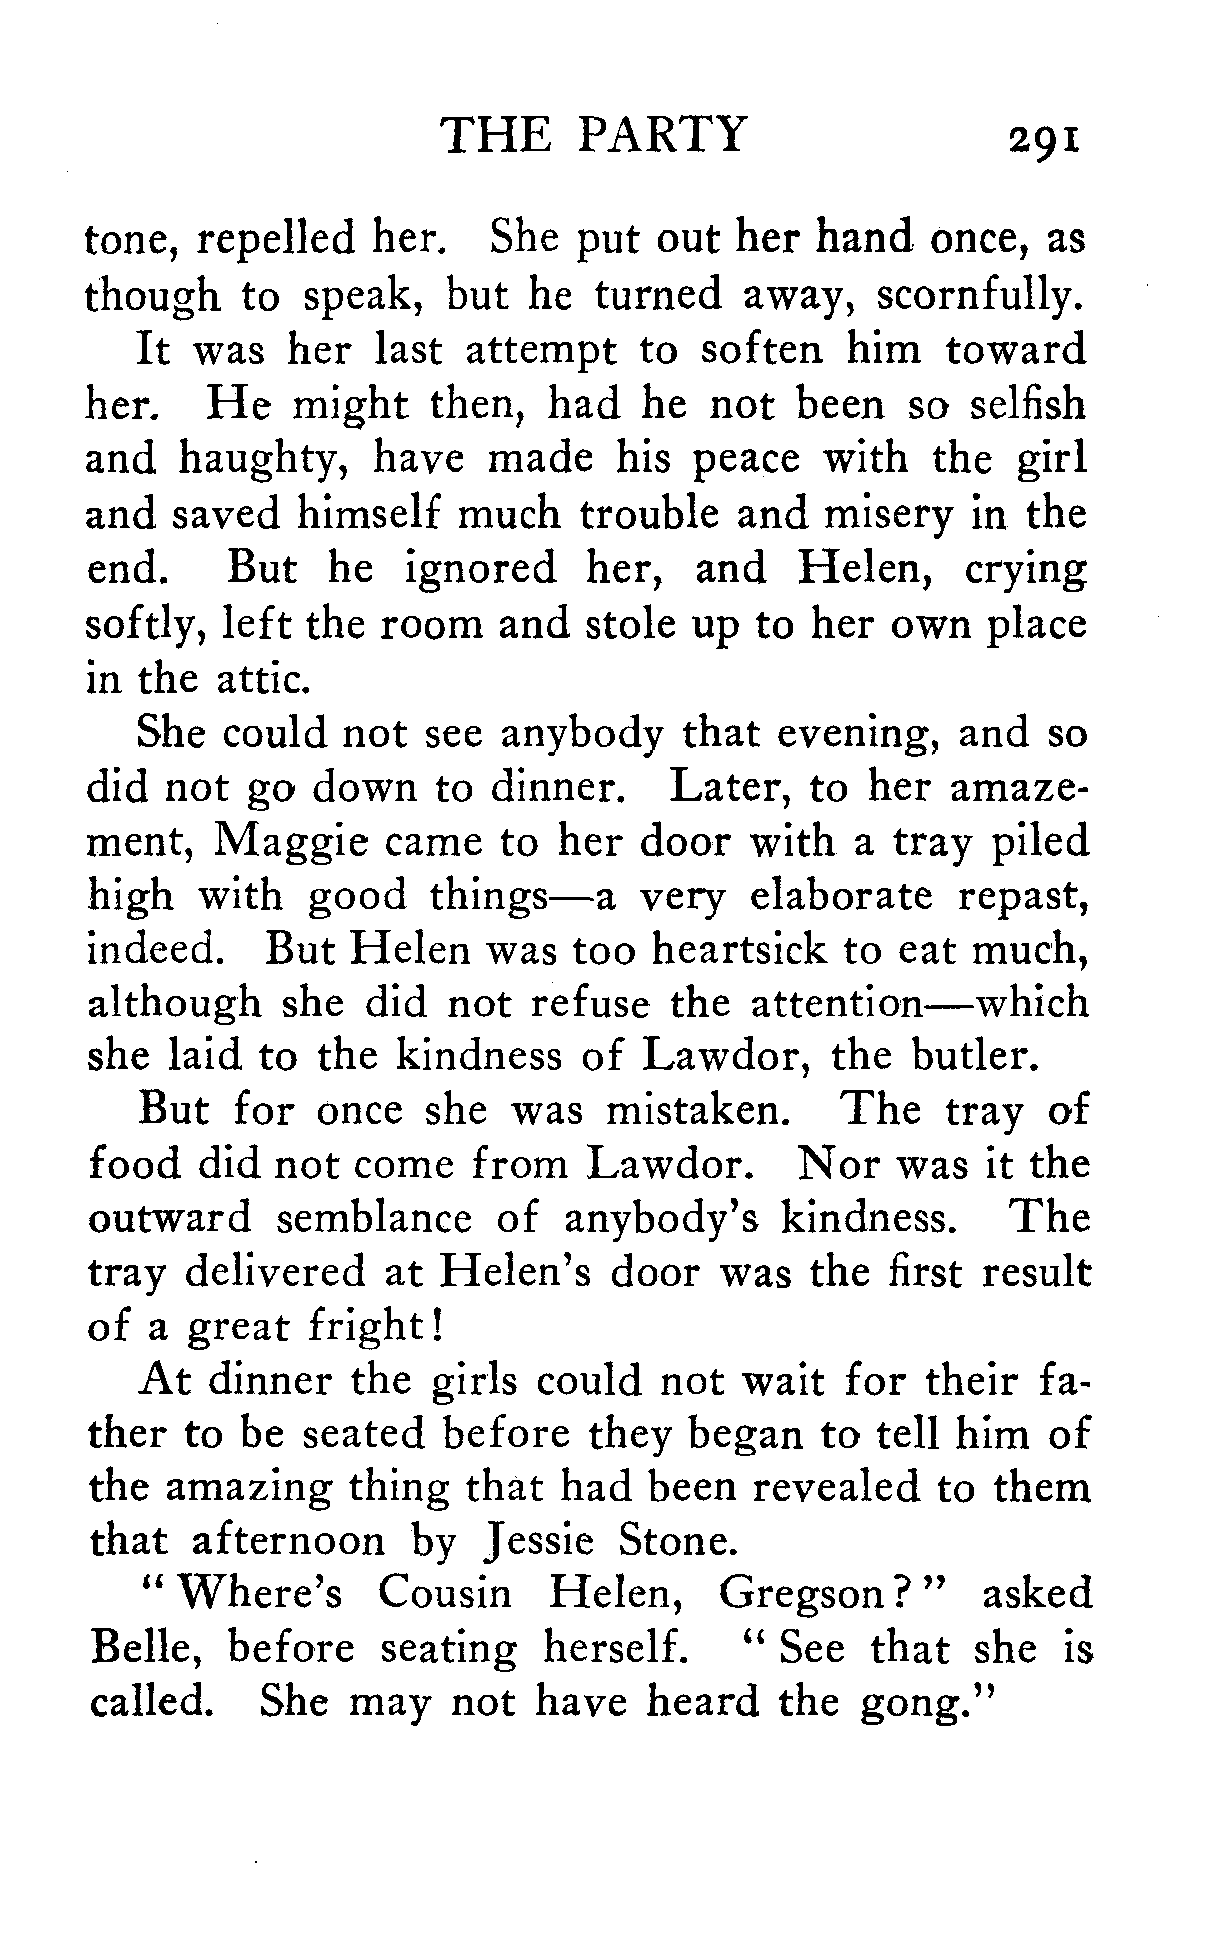 THE PARTY 291
tone, repelled her. She put out her hand once, as
though to speak, but he turned away, scornfully.
It was her last attempt to soften him toward
her. He might then, had he not been so selfish
and haughty, have made his peace with the girl
and saved himself much trouble and misery in the
end. But he ignored her, and Helen, crying
softly, left the room and stole up to her own place
in the attic.
She could not see anybody that evening, and so
did not go down to dinner. Later, to her amaze-
ment, Maggie came to her door with a tray piled
high with good things—a very elaborate repast,
indeed. But Helen was too heartsick to eat much,
although she did not refuse the attention—which
she laid to the kindness of Lawdor, the butler.
But for once she was mistaken. The tray of
food did not come from Lawdor. Nor was it the
outward semblance of anybody's kindness. The
tray delivered at Helen's door was the first result
of a great fright!
At dinner the girls could not wait for their fa-
ther to be seated before they began to tell him of
the amazing thing that had been revealed to them
that afternoon by Jessie Stone.
"Where's Cousin Helen, Gregson?" asked
Belle, before seating herself. "See that she is
called. She may not have heard the gong."